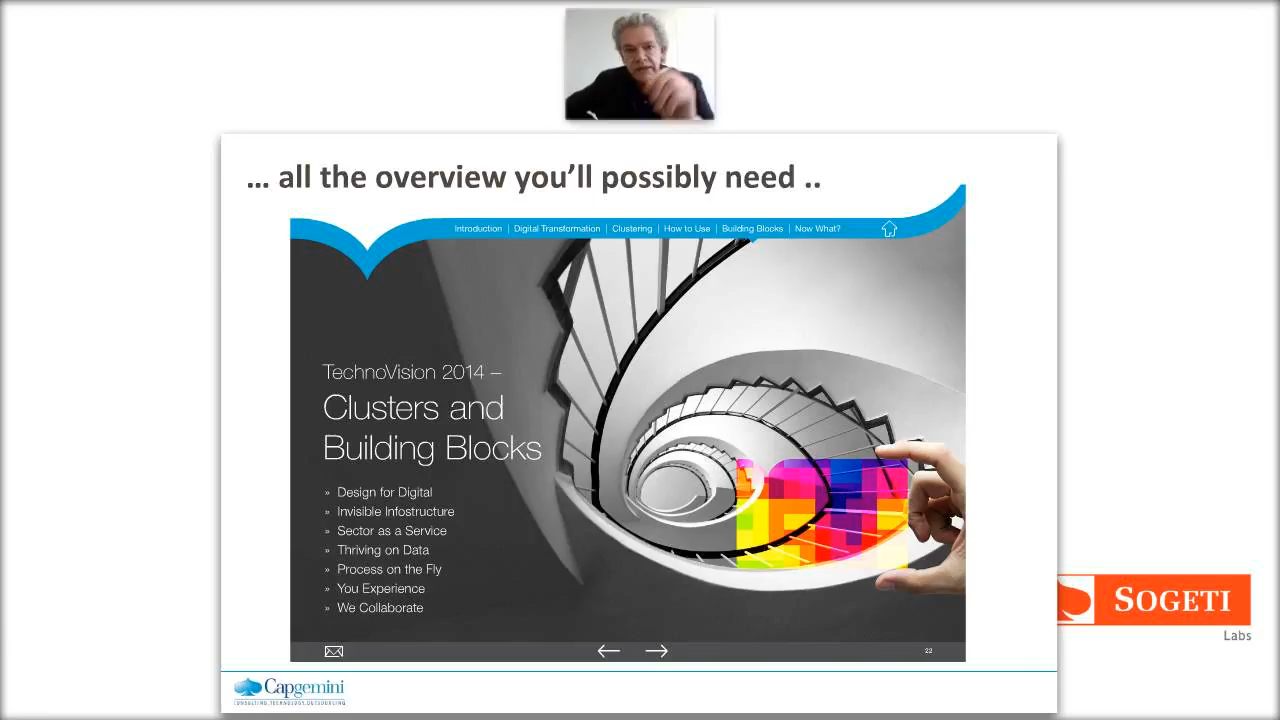 … all the overview you’ll possibly need ..
Introduction | Digital Transformation | Clustering | How to Use | Building Blocks | Now What?
TechnoVision 2014 –
Clusters and
Building Blocks
» Design for Digital
» Invisible Infostructure
» Sector as a Service
» Thriving on Data
» Process on the Fly
» You Experience
» We Collaborate
22
SOGETI
Labs
Capgemini
CONSULTING.TECHNOLOGY.OUTSOURCING